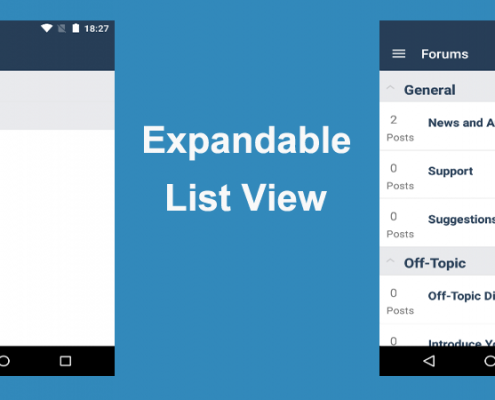 18:27
Expandable
List View
Forums
General
2
Posts
News and A
0
Posts
Support
0
Posts
Suggestions
Off-Topic
0
Posts
Off-Topic Di
0
Introduce Yo